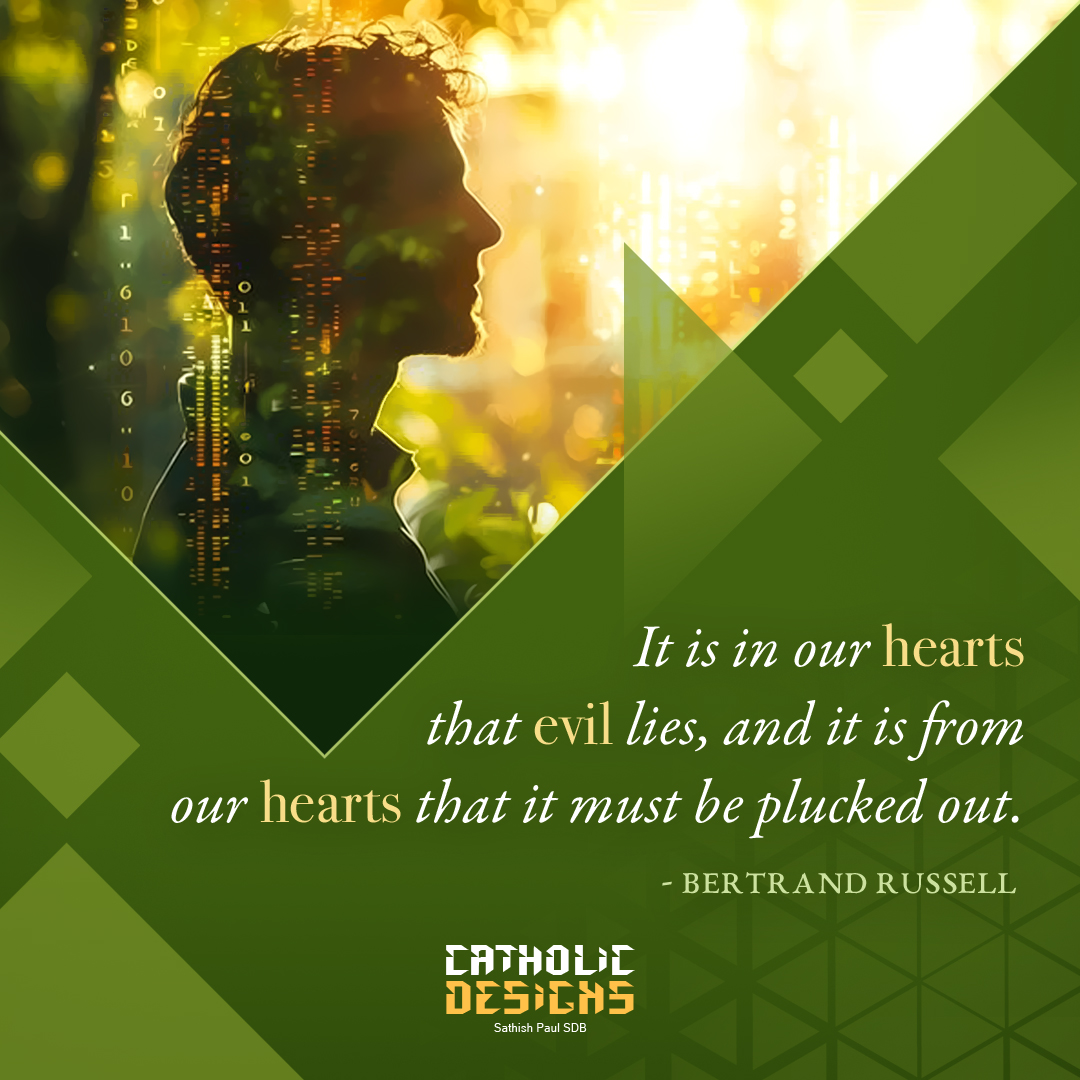 It is in our hearts
that evil lies, and it is from
our hearts that it must be plucked out.
- BERTRAND RUSSELL
CATHOLIC
DESIGNS
Sathish Paul SDB